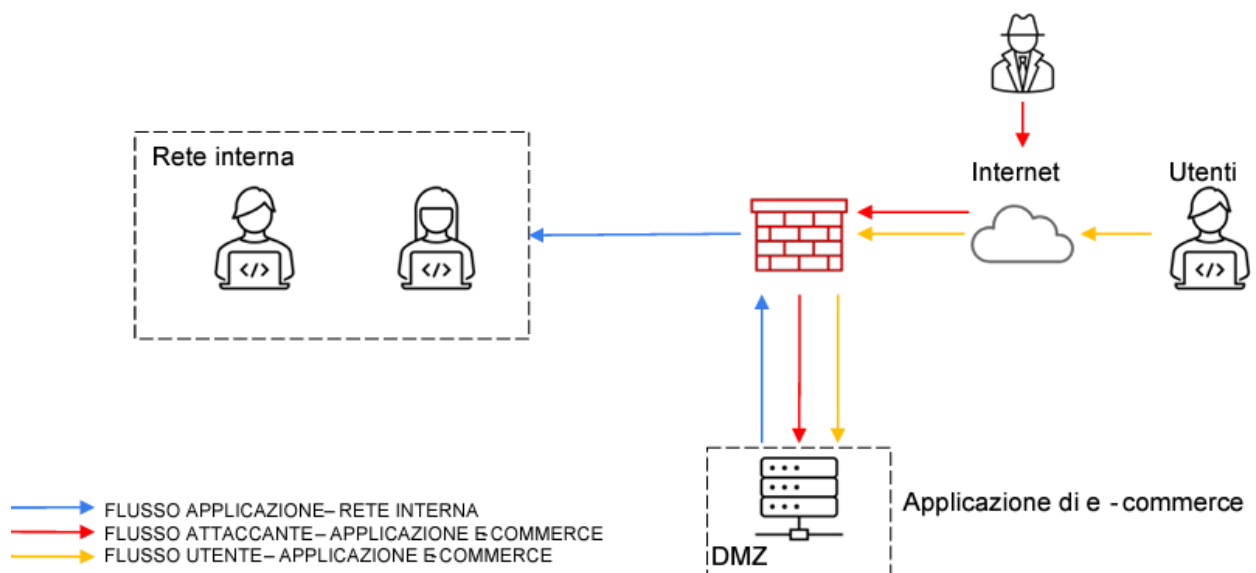 Rete interna
</>
</>
Internet
Utenti
</>
Applicazione di e - commerce
DMZ
FLUSSO APPLICAZIONE– RETE INTERNA
FLUSSO ATTACCANTE – APPLICAZIONE E-COMMERCE
FLUSSO UTENTE– APPLICAZIONE E-COMMERCE